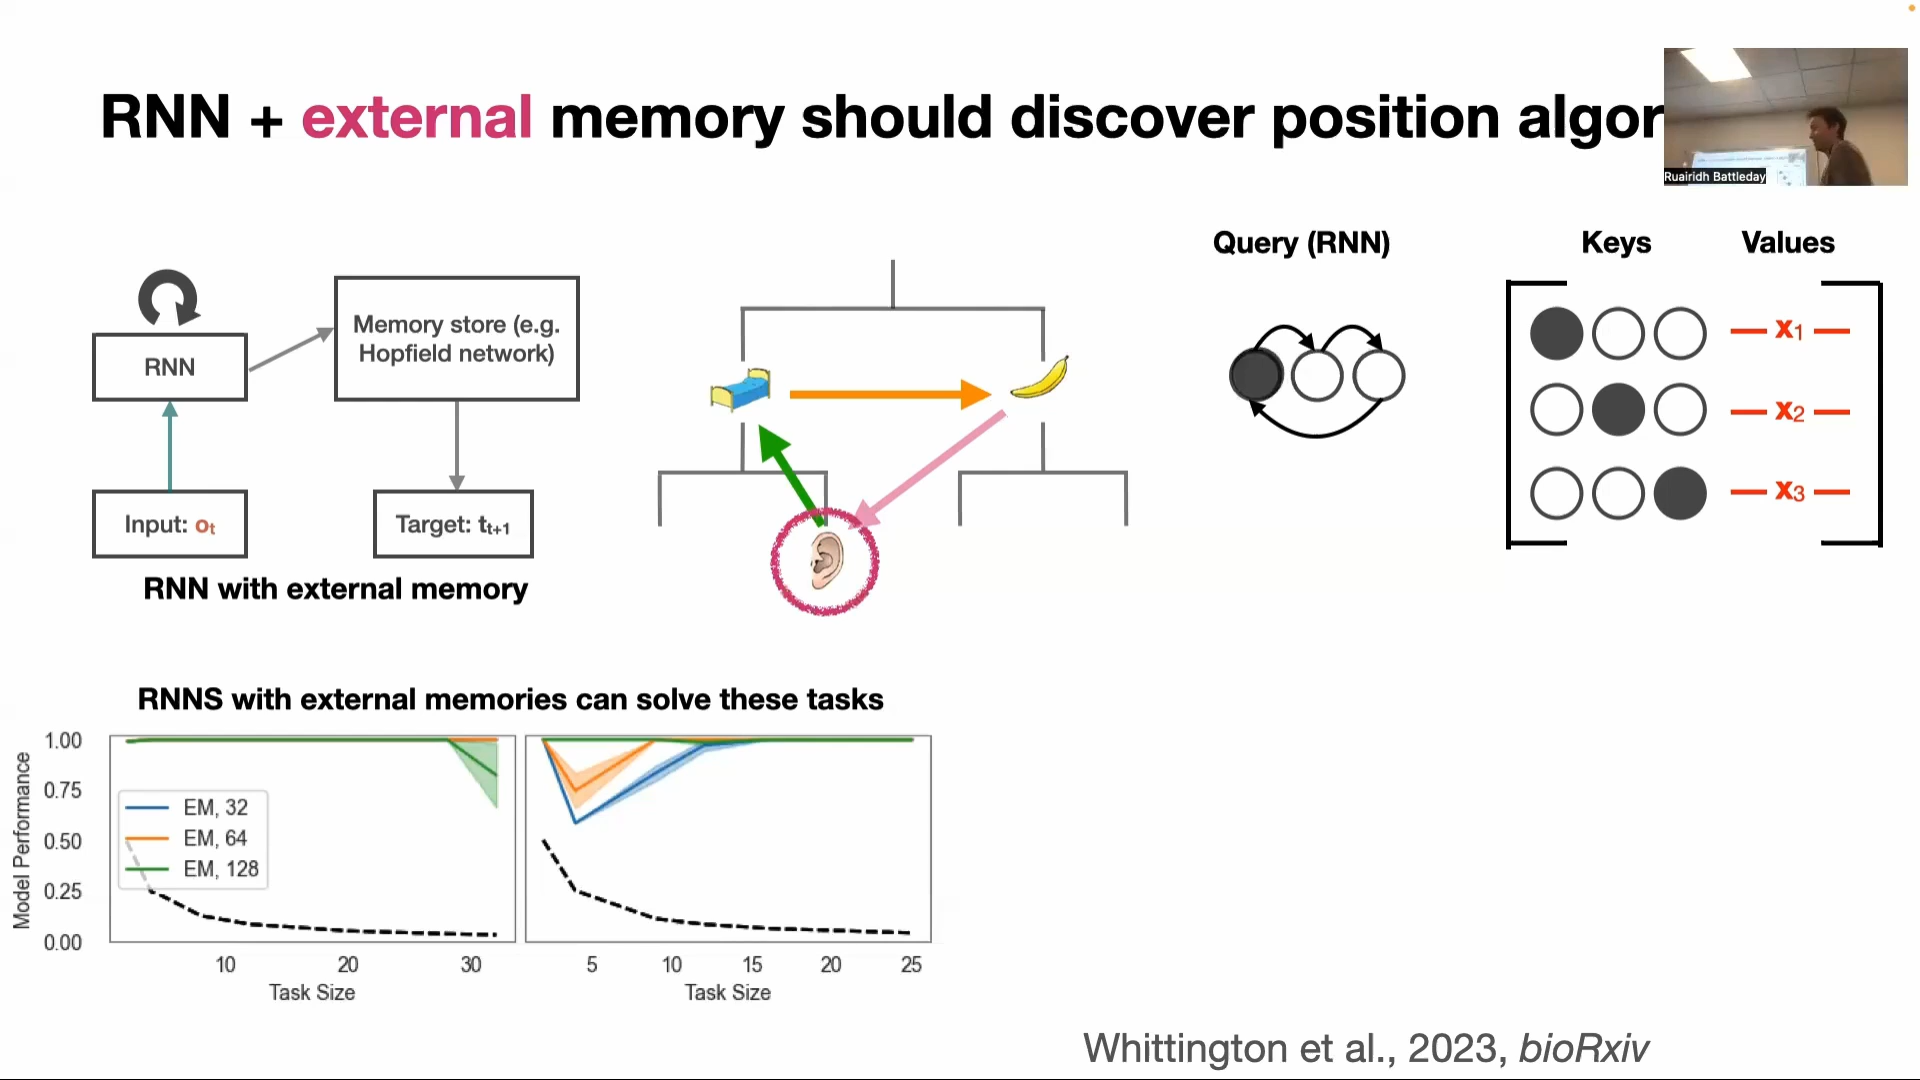 RNN + external memory should discover position algor
Ruairidh Battleday
Query (RNN)
Keys
Values
RNN
Memory store (e.g.
Hopfield network)
Input: ot
Target: tt+1
RNN with external memory
x1
x2
x3
RNNS with external memories can solve these tasks
Model Performance
1.00
0.75
0.50
0.25
0.00
EM, 32
EM, 64
EM, 128
10
20
30
Task Size
5
10
15
20
25
Task Size
Whittington et al., 2023, bioRxiv